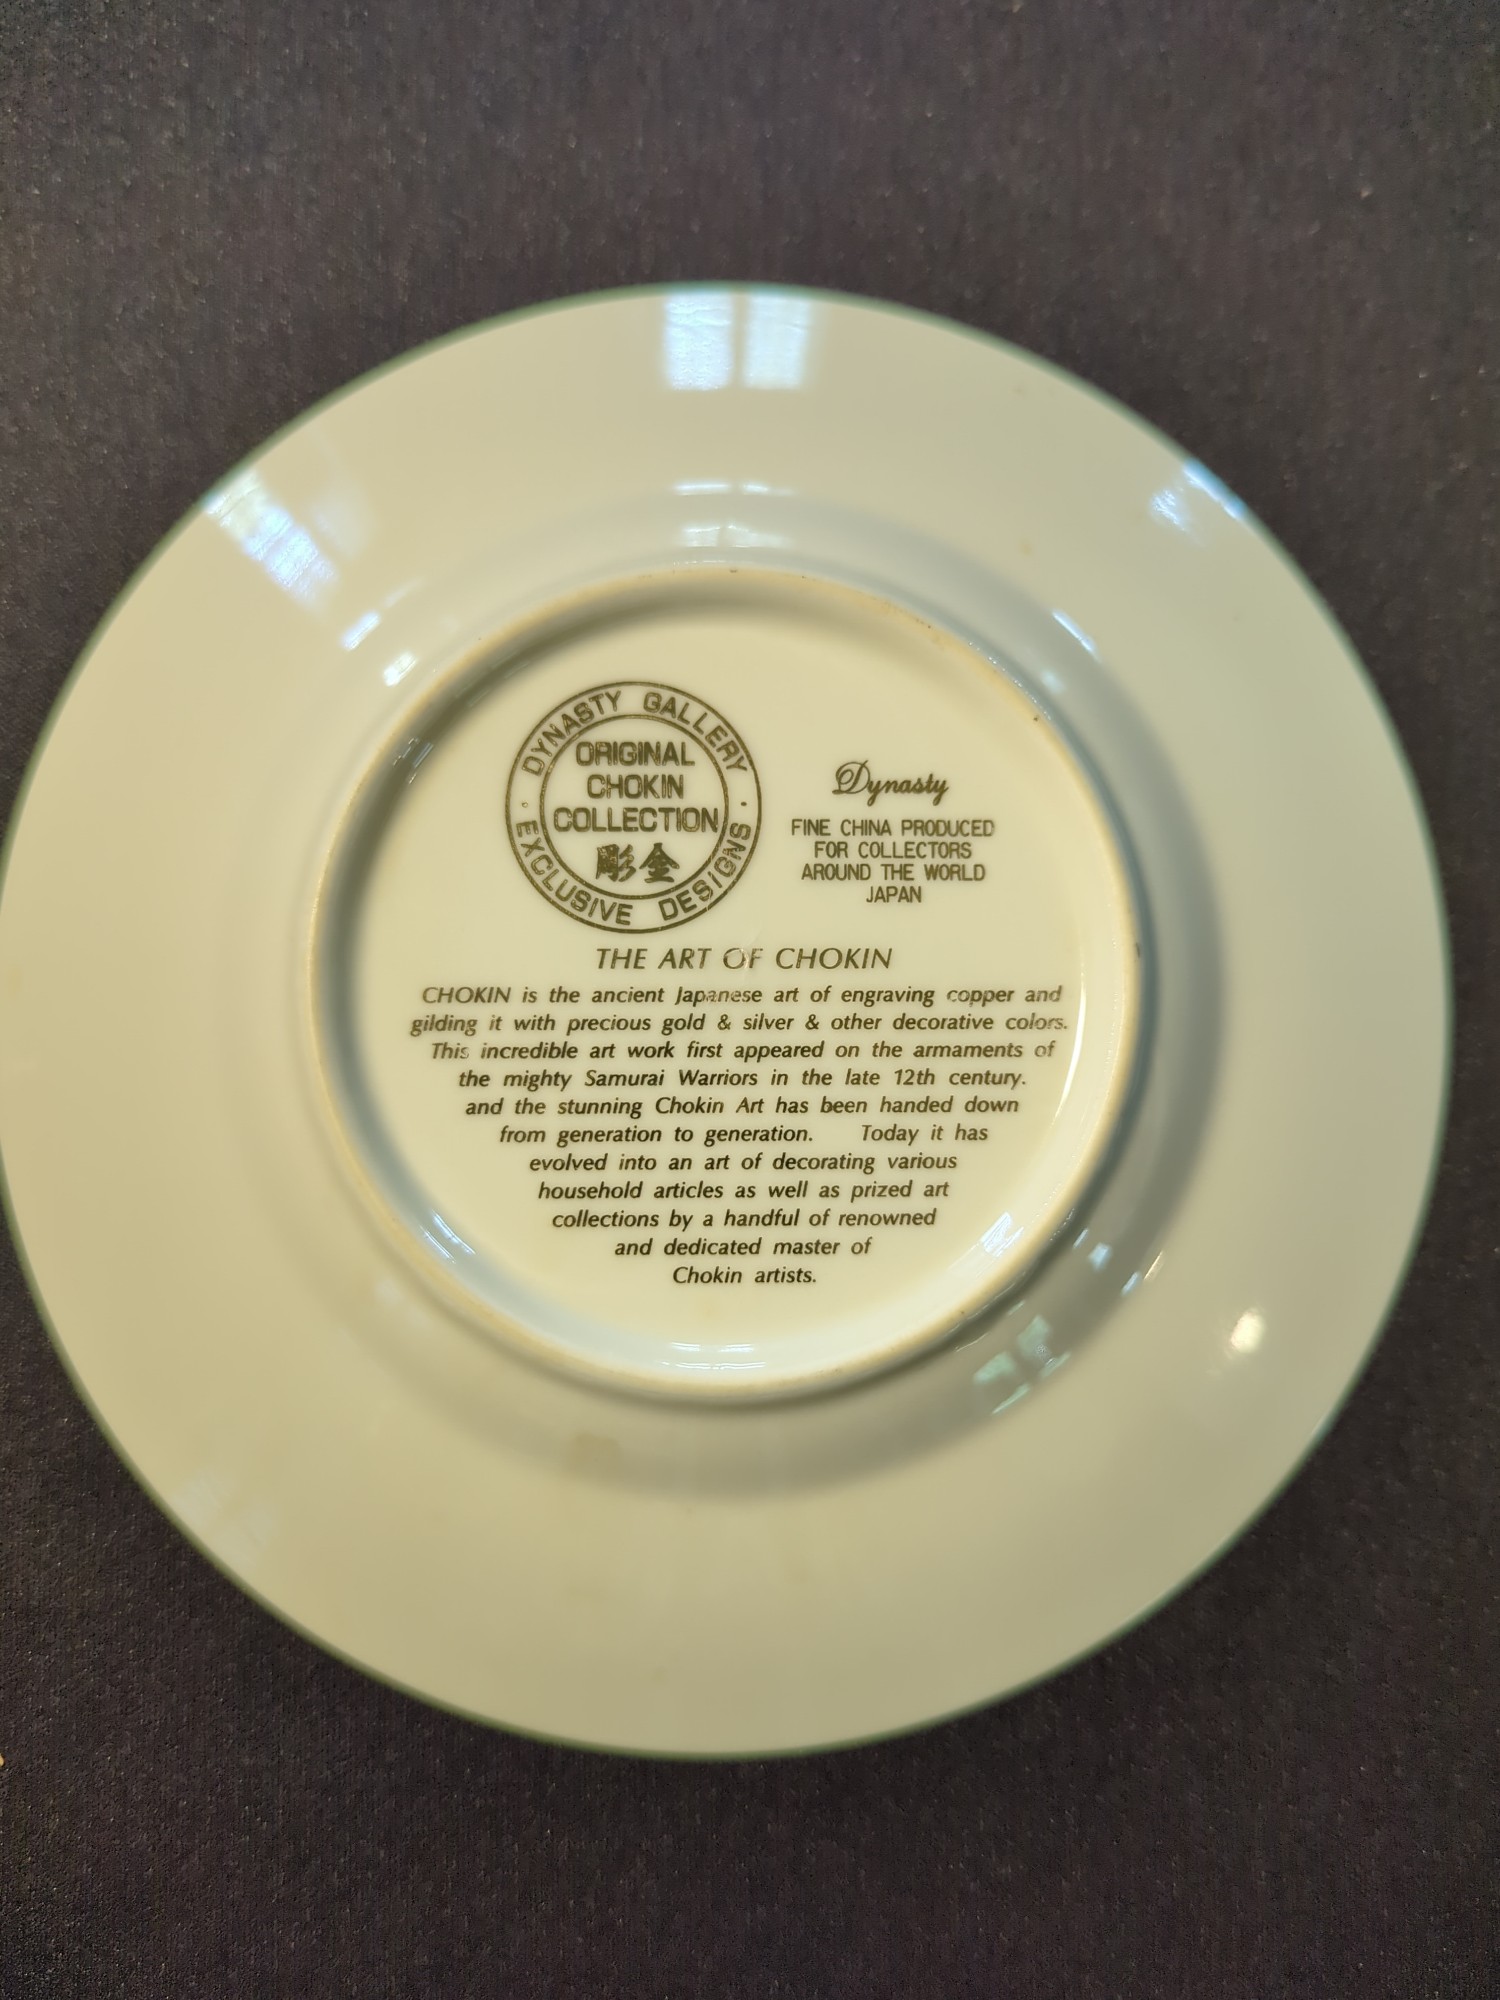 DYNASTY GALLERY
ORIGINAL
CHOKIN
COLLECTION
彫金
· EXCLUSIVE DESIGNS ·
Dynasty
FINE CHINA PRODUCED
FOR COLLECTORS
AROUND THE WORLD
JAPAN
THE ART OF CHOKIN
CHOKIN is the ancient Japanese art of engraving copper and
gilding it with precious gold & silver & other decorative colors.
This incredible art work first appeared on the armaments of
the mighty Samurai Warriors in the late 12th century.
and the stunning Chokin Art has been handed down
from generation to generation. Today it has
evolved into an art of decorating various
household articles as well as prized art
collections by a handful of renowned
and dedicated master of
Chokin artists.